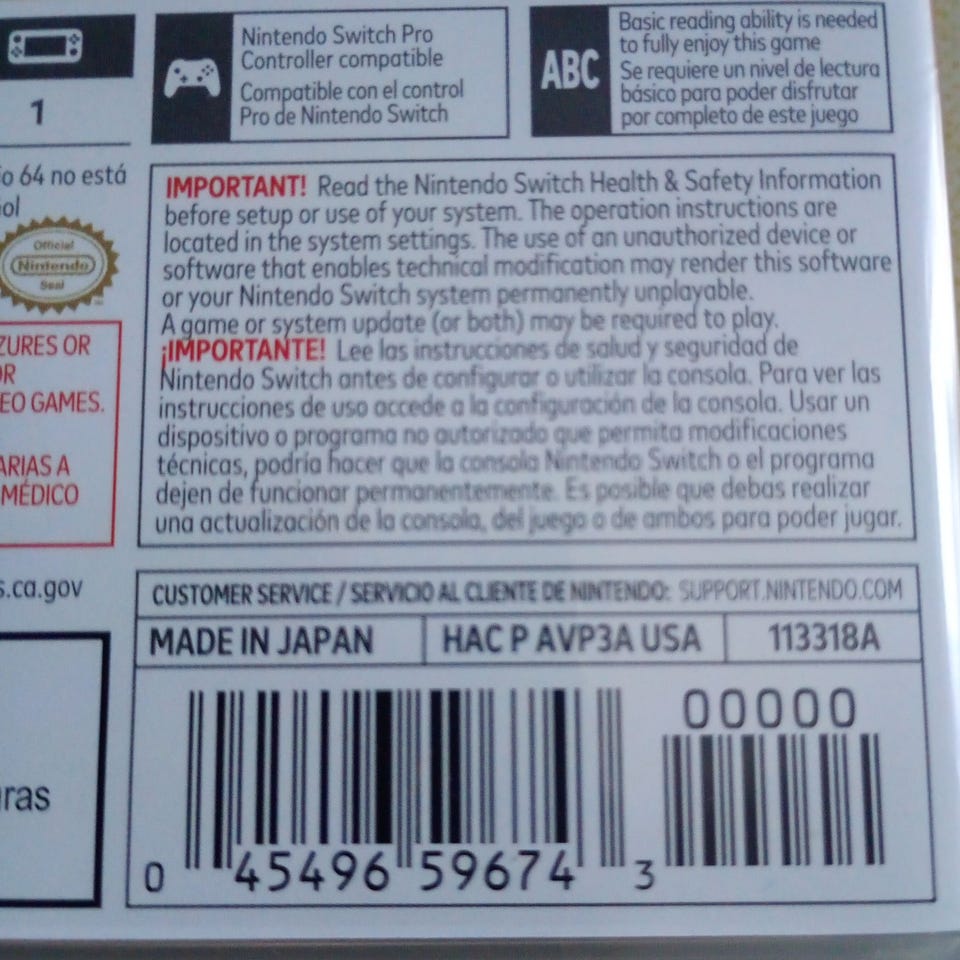 Nintendo Switch Pro
Controller compatible
Compatible con el control
Pro de Nintendo Switch
ABC
Basic reading ability is needed
to fully enjoy this game
Se requiere un nivel de lectura
básico para poder disfrutar
por completo de este juego
1
o 64 no está
ol
Official
Nintendo
Seal
ZURES OR
OR
EO GAMES.
ARIAS A
MÉDICO
s.ca.gov
ras
IMPORTANT! Read the Nintendo Switch Health & Safety Information
before setup or use of your system. The operation instructions are
located in the system settings. The use of an unauthorized device or
software that enables technical modification may render this software
or your Nintendo Switch system permanently unplayable.
A game or system update (or both) may be required to play.
¡IMPORTANTE! Lee las instrucciones de salud y seguridad de
Nintendo Switch antes de configurar o utilizar la consola. Para ver las
instrucciones de uso accede a la configuración de la consola. Usar un
dispositivo o programa no autorizado que permita modificaciones
técnicas, podría hacer que la consola Nintendo Switch o el programa
dejen de funcionar permanentemente. Es posible que debas realizar
una actualización de la consola, del juego o de ambos para poder jugar.
CUSTOMER SERVICE / SERVICIO AL CLIENTE DE NINTENDO: SUPPORT.NINTENDO.COM
MADE IN JAPAN HAC P AVP3A USA 113318A
00000
0 45496 59674 3